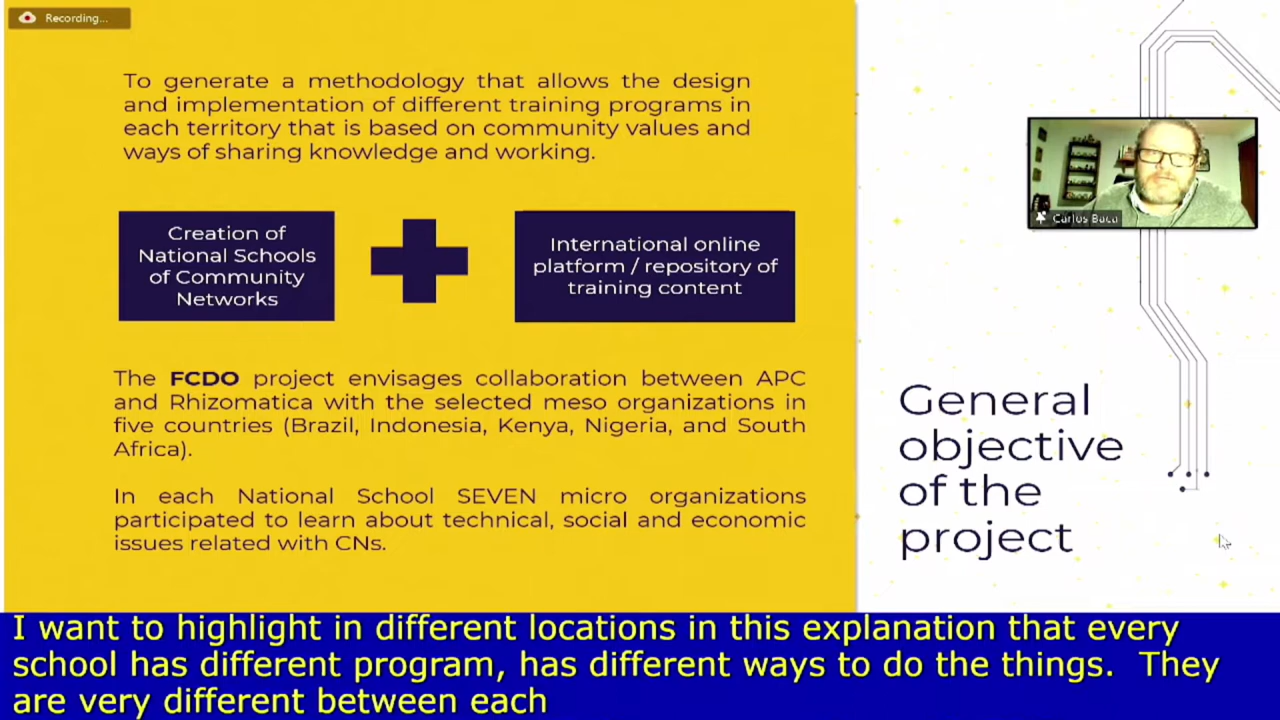 Recording...
To generate a methodology that allows the design
and implementation of different training programs in
each territory that is based on community values and
ways of sharing knowledge and working.
Creation of
National Schools
of Community
Networks
International online
platform / repository of
training content
The FCDO project envisages collaboration between APC
and Rhizomatica with the selected meso organizations in
five countries (Brazil, Indonesia, Kenya, Nigeria, and South
Africa).
In each National School SEVEN micro organizations
participated to learn about technical, social and economic
issues related with CNs.
Carlos Baca
General
objective
of the
project
I want to highlight in different locations in this explanation that every
school has different program, has different ways to do the things. They
are very different between each